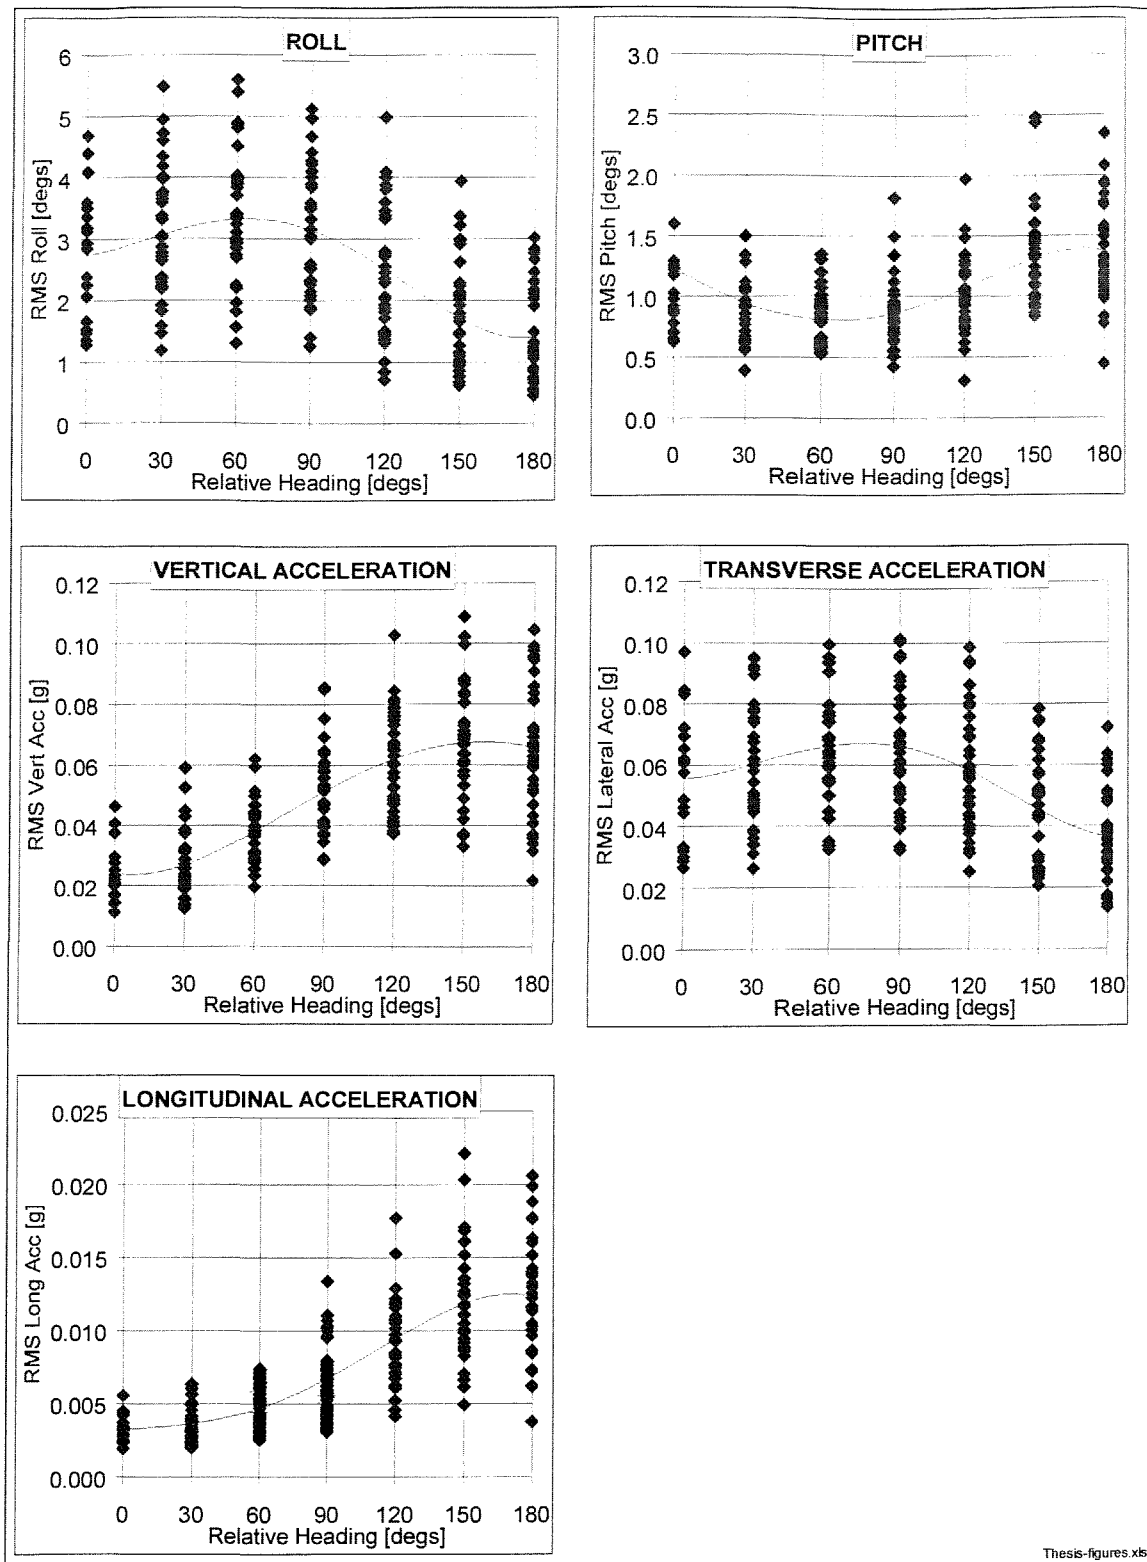 ROLL
6
5
4
3
2
1
0
RMS Roll [degs]
0 30 60 90 120 150 180
Relative Heading [degs]
PITCH
3.0
2.5
2.0
1.5
1.0
0.5
0.0
RMS Pitch [degs]
0 30 60 90 120 150 180
Relative Heading [degs]
VERTICAL ACCELERATION
0.12
0.10
0.08
0.06
0.04
0.02
0.00
RMS Vert Acc [g]
0 30 60 90 120 150 180
Relative Heading [degs]
TRANSVERSE ACCELERATION
0.12
0.10
0.08
0.06
0.04
0.02
0.00
RMS Lateral Acc [g]
0 30 60 90 120 150 180
Relative Heading [degs]
LONGITUDINAL ACCELERATION
0.025
0.020
0.015
0.010
0.005
0.000
RMS Long Acc [g]
0 30 60 90 120 150 180
Relative Heading [degs]
Thesis-figures.xls